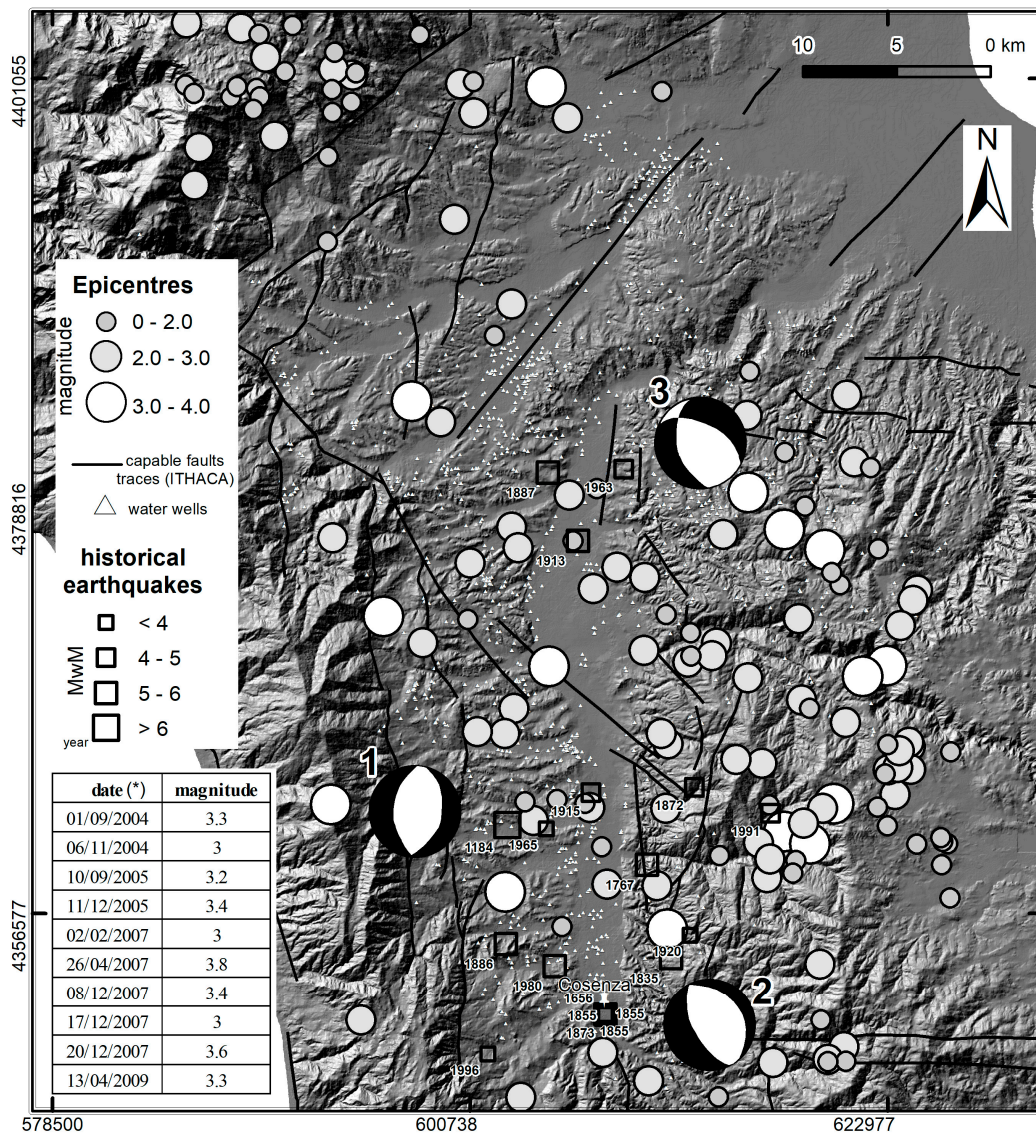 10 5 0 km
4401055
N
Epicentres
magnitude
0 - 2.0
2.0 - 3.0
3.0 - 4.0
capable faults
traces (ITHACA)
water wells
3
1887
1963
4378816
1913
historical
earthquakes
MwM
< 4
4 - 5
5 - 6
> 6
year
1
date (*) magnitude
01/09/2004 3.3
06/11/2004 3
10/09/2005 3.2
11/12/2005 3.4
02/02/2007 3
26/04/2007 3.8
08/12/2007 3.4
17/12/2007 3
20/12/2007 3.6
13/04/2009 3.3
1872
1915
1991
1184
1965
1767
4356577
1920
1886
1835
1980
Cosenza
2
1656
1855
1855
1873
1855
1996
578500
600738
622977